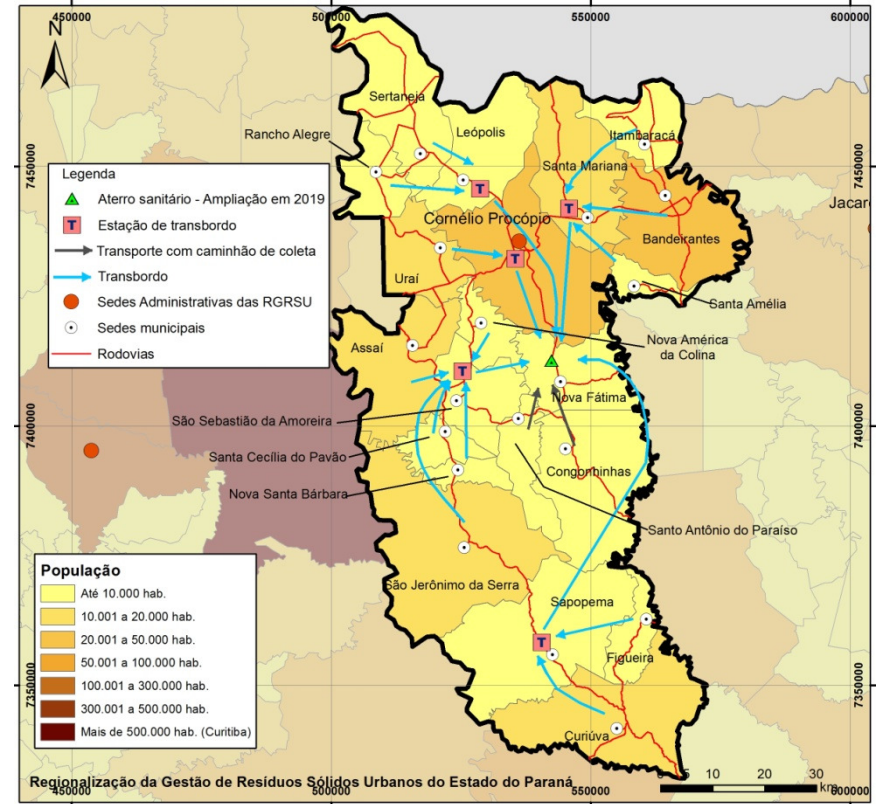 450000 500000 550000 600000
N
Sertaneja
Rancho Alegre
Leópolis
Itambaracá
Santa Mariana
7450000
7450000
Legenda
Aterro sanitário - Ampliação em 2019
T Estação de transbordo
Transporte com caminhão de coleta
Transbordo
Sedes Administrativas das RGRSU
Sedes municipais
Rodovias
T
T
Jacare
Cornélio Procópio
Bandeirantes
T
Uraí
Santa Amélia
Nova América
da Colina
Assaí
T
Nova Fátima
São Sebastião da Amoreira
7400000
7400000
Santa Cecília do Pavão
Congonhinhas
Nova Santa Bárbara
Santo Antônio do Paraíso
População
Até 10.000 hab.
10.001 a 20.000 hab.
20.001 a 50.000 hab.
50.001 a 100.000 hab.
100.001 a 300.000 hab.
300.001 a 500.000 hab.
Mais de 500.000 hab. (Curitiba)
São Jerônimo da Serra
Sapopema
T
Figueira
7350000
7350000
Curiúva
Regionalização da Gestão de Resíduos Sólidos Urbanos do Estado do Paraná
0 5 10 20 30
km
450000 500000 550000 600000